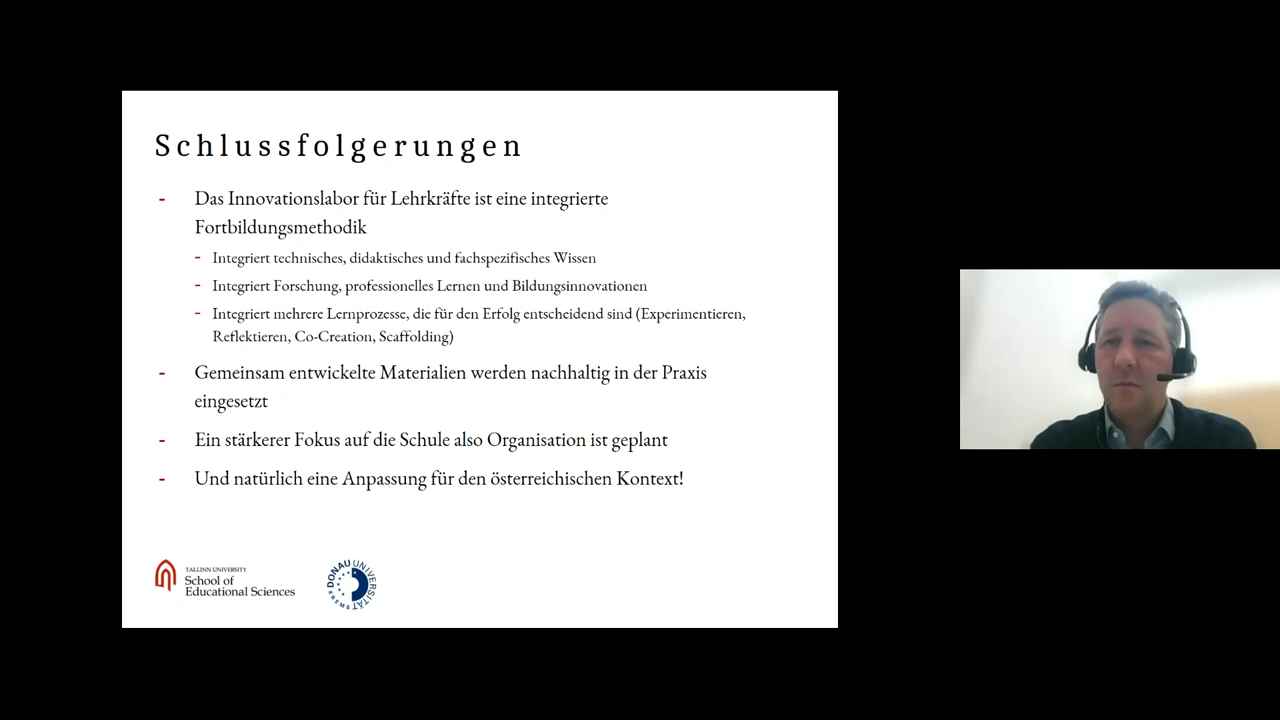 Schlussfolgerungen
- Das Innovationslabor für Lehrkräfte ist eine integrierte
Fortbildungsmethodik
- Integriert technisches, didaktisches und fachspezifisches Wissen
- Integriert Forschung, professionelles Lernen und Bildungsinnovationen
- Integriert mehrere Lernprozesse, die für den Erfolg entscheidend sind (Experimentieren,
Reflektieren, Co-Creation, Scaffolding)
- Gemeinsam entwickelte Materialien werden nachhaltig in der Praxis
eingesetzt
- Ein stärkerer Fokus auf die Schule also Organisation ist geplant
- Und natürlich eine Anpassung für den österreichischen Kontext!
TALLINN UNIVERSITY
School of
Educational Sciences
DONAU UNIVERSITÄT
KREMS